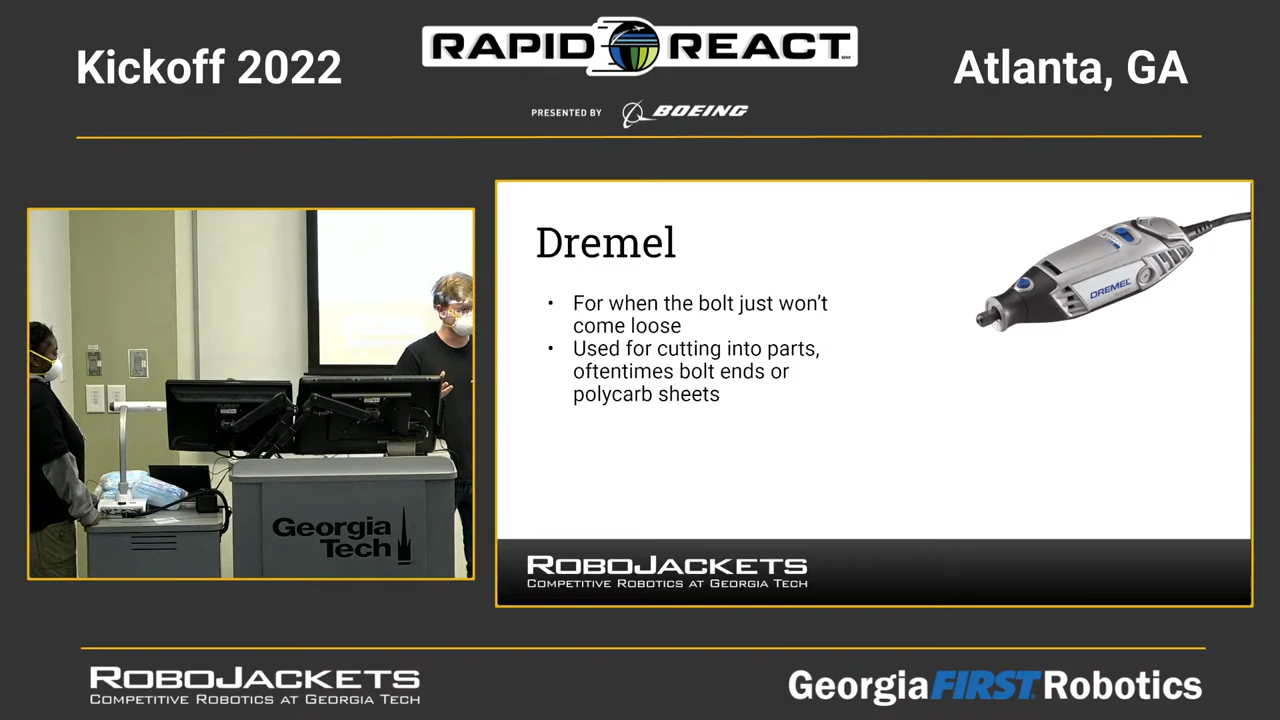 Kickoff 2022
RAPID REACT
PRESENTED BY BOEING
Atlanta, GA
Dremel
• For when the bolt just won't
come loose
• Used for cutting into parts,
oftentimes bolt ends or
polycarb sheets
DREMEL
ROBOJACKETS
COMPETITIVE ROBOTICS AT GEORGIA TECH
Georgia
Tech
ROBOJACKETS
COMPETITIVE ROBOTICS AT GEORGIA TECH
Georgia FIRST Robotics